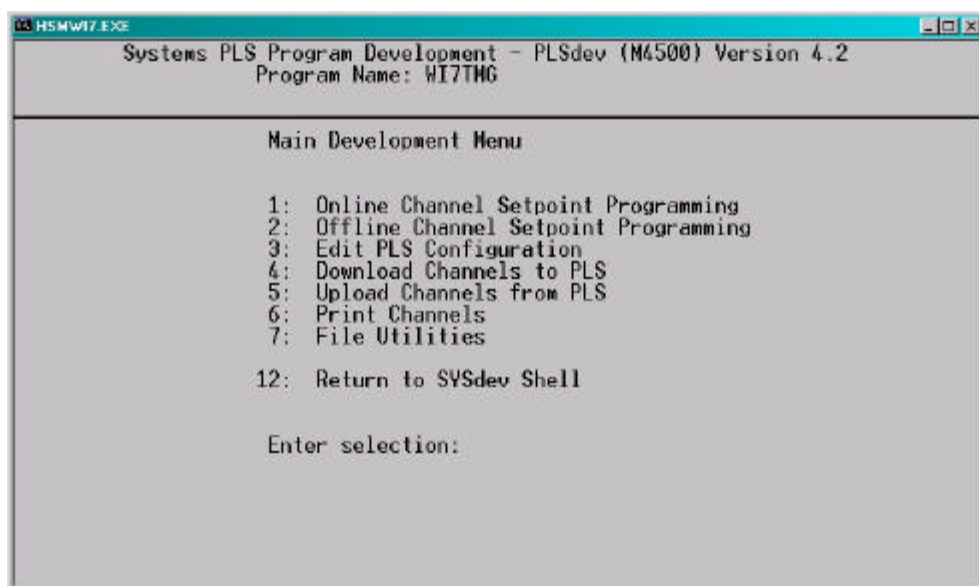 HSMWI7.EXE
Systems PLS Program Development - PLSdev (M4500) Version 4.2
Program Name: WI7TMG
Main Development Menu
1: Online Channel Setpoint Programming
2: Offline Channel Setpoint Programming
3: Edit PLS Configuration
4: Download Channels to PLS
5: Upload Channels from PLS
6: Print Channels
7: File Utilities
12: Return to SYSdev Shell
Enter selection: